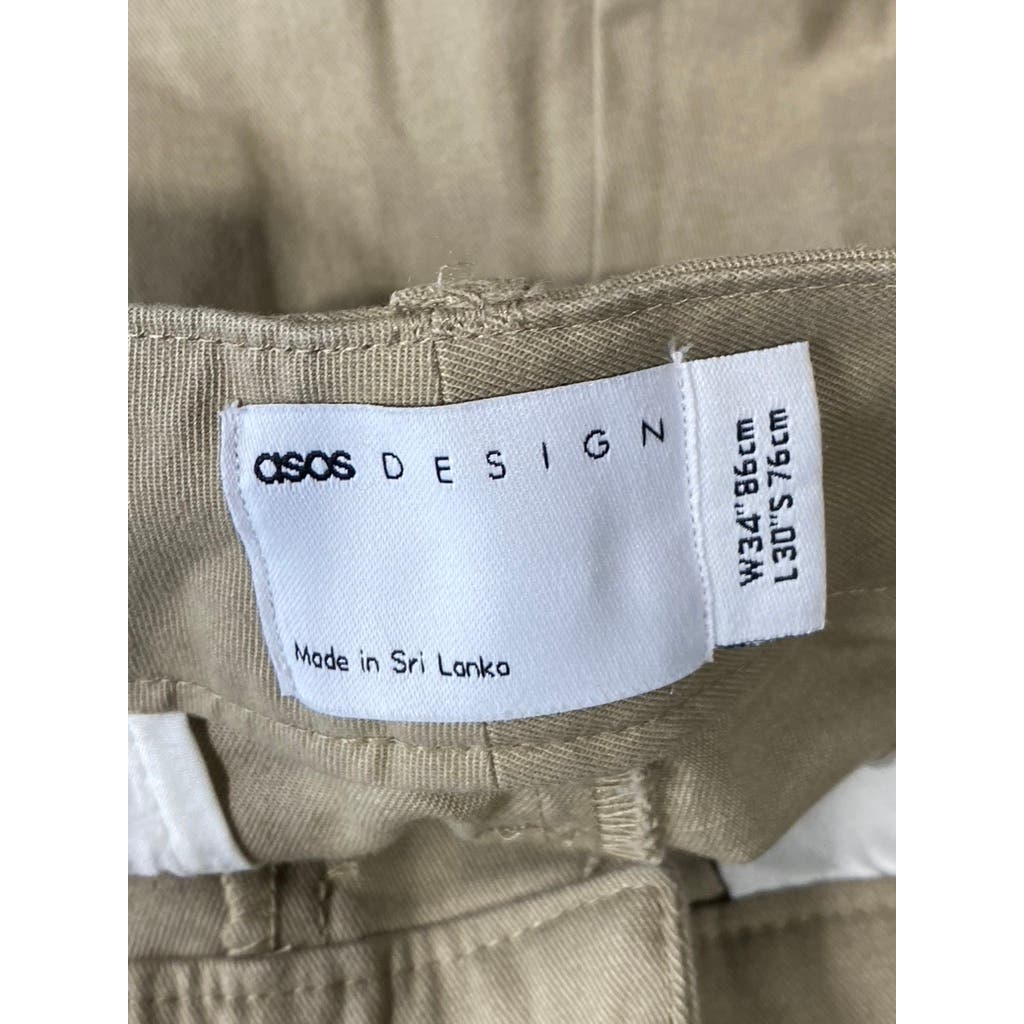 asos DESIGN
Made in Sri Lanka
W34" 86cm
L30"S 76cm